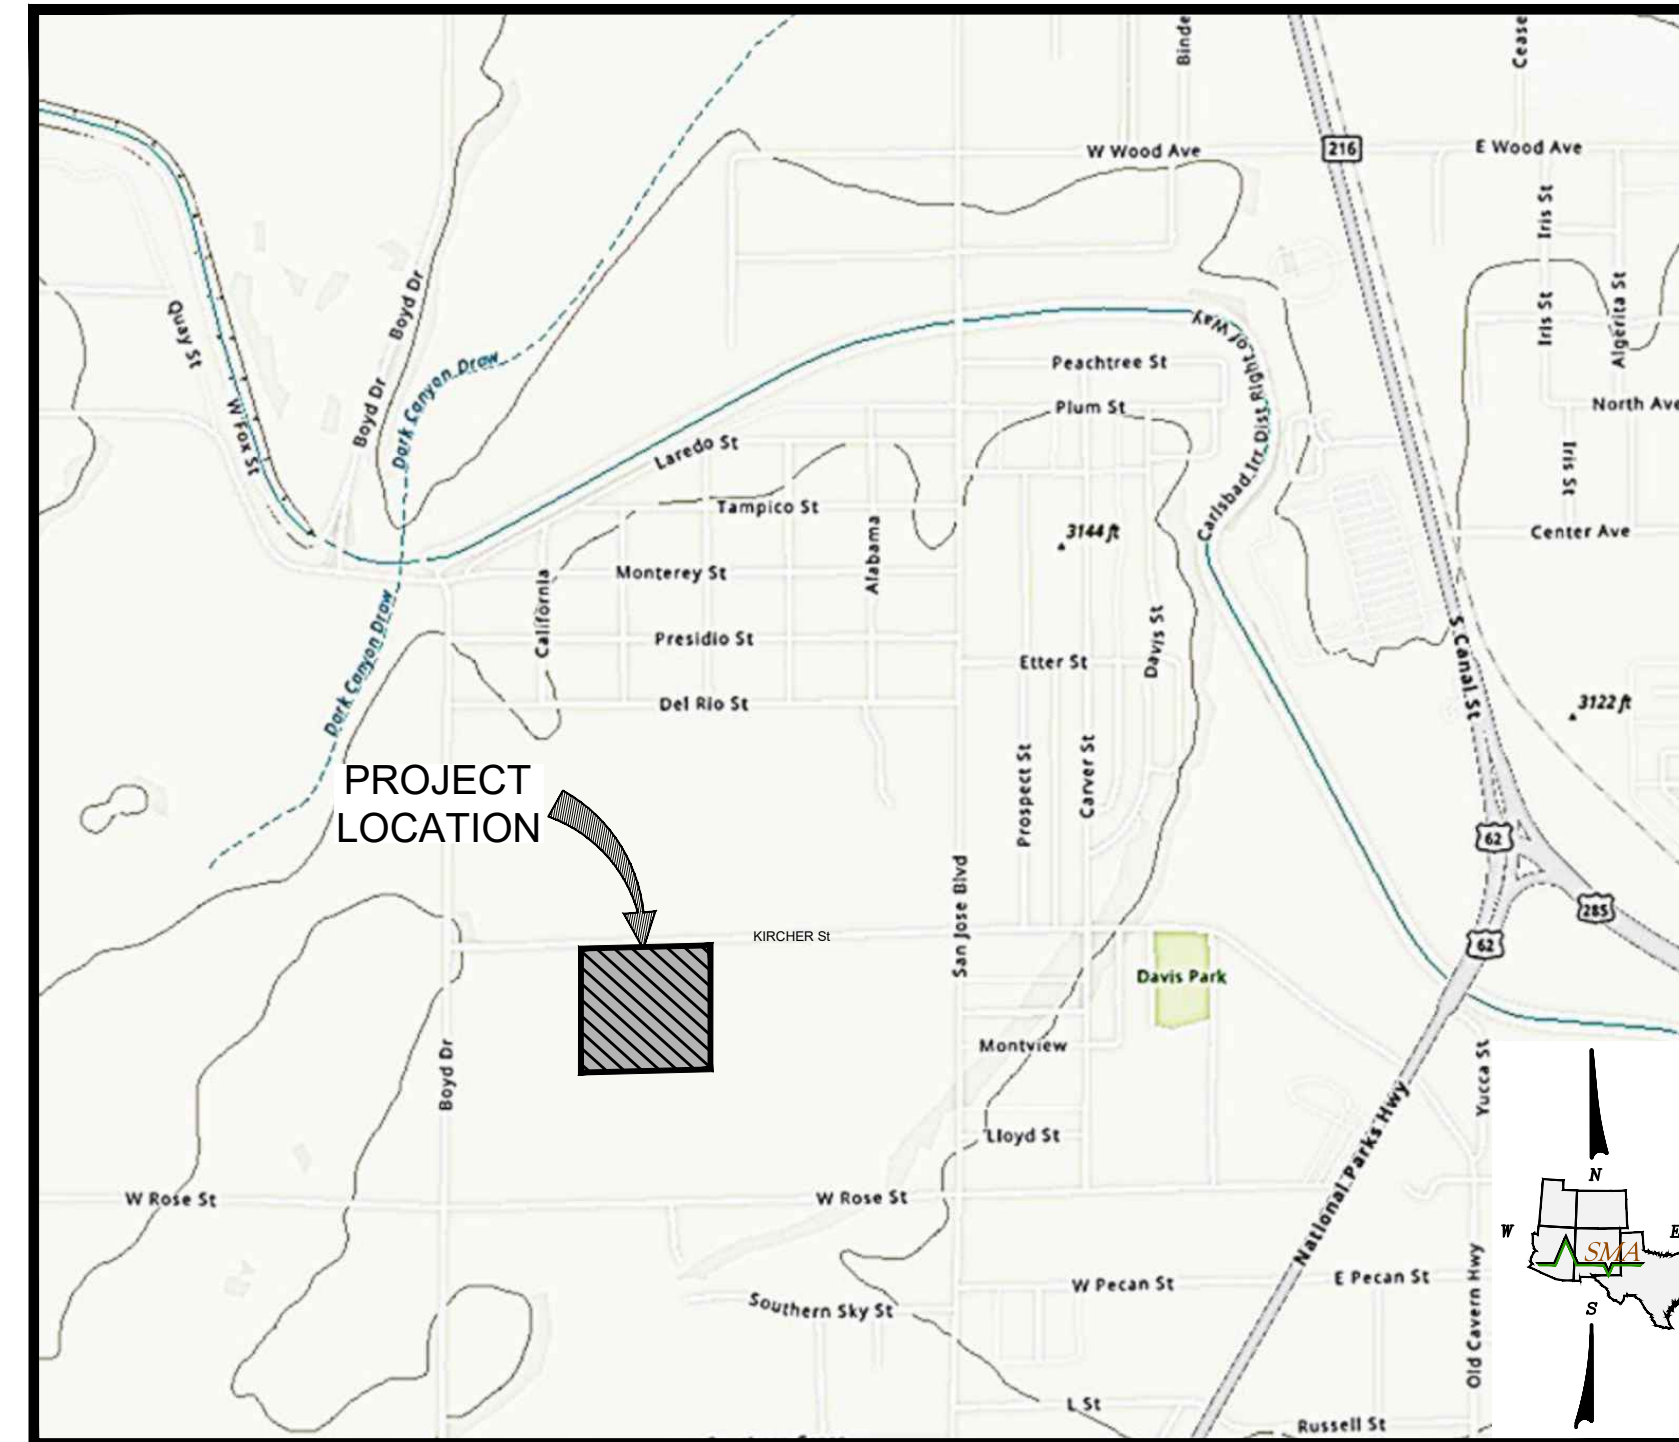 Binde
Cease
W Wood Ave
216
E Wood Ave
Iris St
Quay St
Boyd Dr
Iris St
Algerita St
Carlsbad Irr Dist Right of Way
Dark Canyon Draw
Peachtree St
Boyd Dr
Plum St
North Ave
W Fox St
Laredo St
Iris St
Tampico St
3144 ft
Center Ave
Alabama
Monterey St
California
Dark Canyon Draw
Presidio St
Davis St
Etter St
S Canal St
Del Rio St
3122 ft
PROJECT
LOCATION
Prospect St
Carver St
62
San Jose Blvd
285
KIRCHER St
62
Davis Park
Boyd Dr
Montview
Yucca St
Lloyd St
National Parks Hwy
N
W Rose St
W Rose St
W
E
SMA
W Pecan St
E Pecan St
Southern Sky St
S
Old Cavern Hwy
L St
Russell St